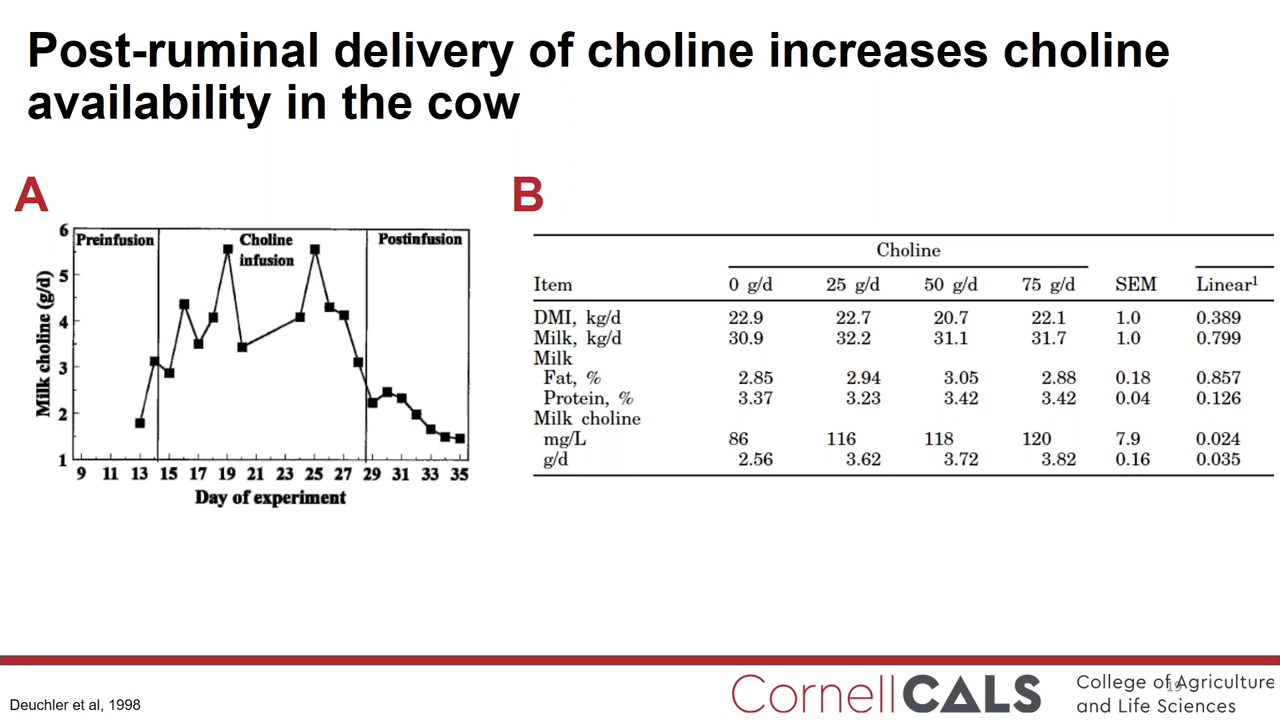 Post-ruminal delivery of choline increases choline
availability in the cow
A
B
Milk choline (g/d)
6
5
4
3
2
1
Preinfusion
Choline
infusion
Postinfusion
9 11 13 15 17 19 21 23 25 27 29 31 33 35
Day of experiment
Choline
Item 0 g/d 25 g/d 50 g/d 75 g/d SEM Linear¹
DMI, kg/d 22.9 22.7 20.7 22.1 1.0 0.389
Milk, kg/d 30.9 32.2 31.1 31.7 1.0 0.799
Milk
Fat, % 2.85 2.94 3.05 2.88 0.18 0.857
Protein, % 3.37 3.23 3.42 3.42 0.04 0.126
Milk choline
mg/L 86 116 118 120 7.9 0.024
g/d 2.56 3.62 3.72 3.82 0.16 0.035
Deuchler et al, 1998
CornellCALS
College of Agriculture
and Life Sciences